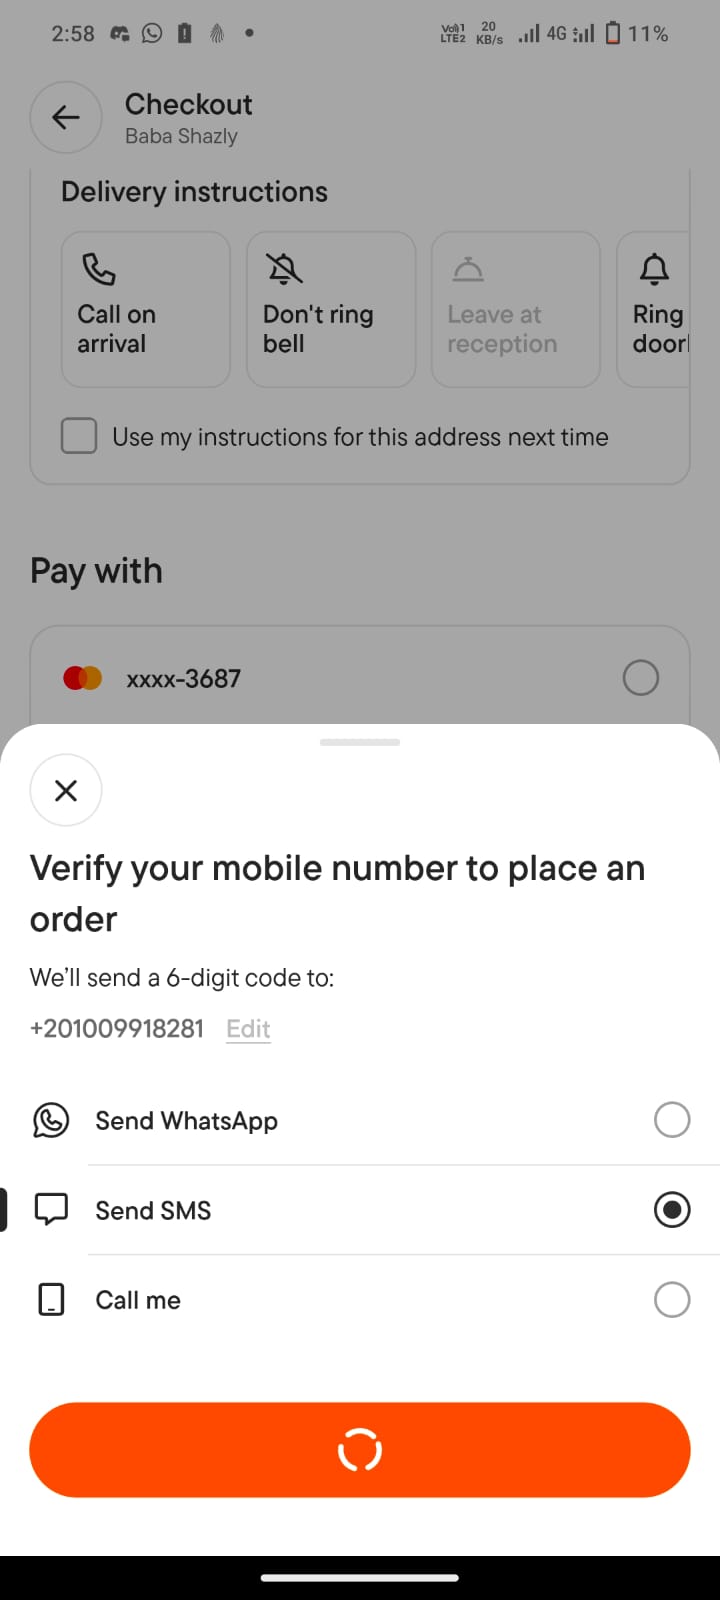 2:58
Vo)) 1
LTE2
20
KB/s
4G
11%
Checkout
Baba Shazly
Delivery instructions
Call on
arrival
Don't ring
bell
Leave at
reception
Ring
door
Use my instructions for this address next time
Pay with
xxxx-3687
Verify your mobile number to place an
order
We'll send a 6-digit code to:
+201009918281 Edit
Send WhatsApp
Send SMS
Call me